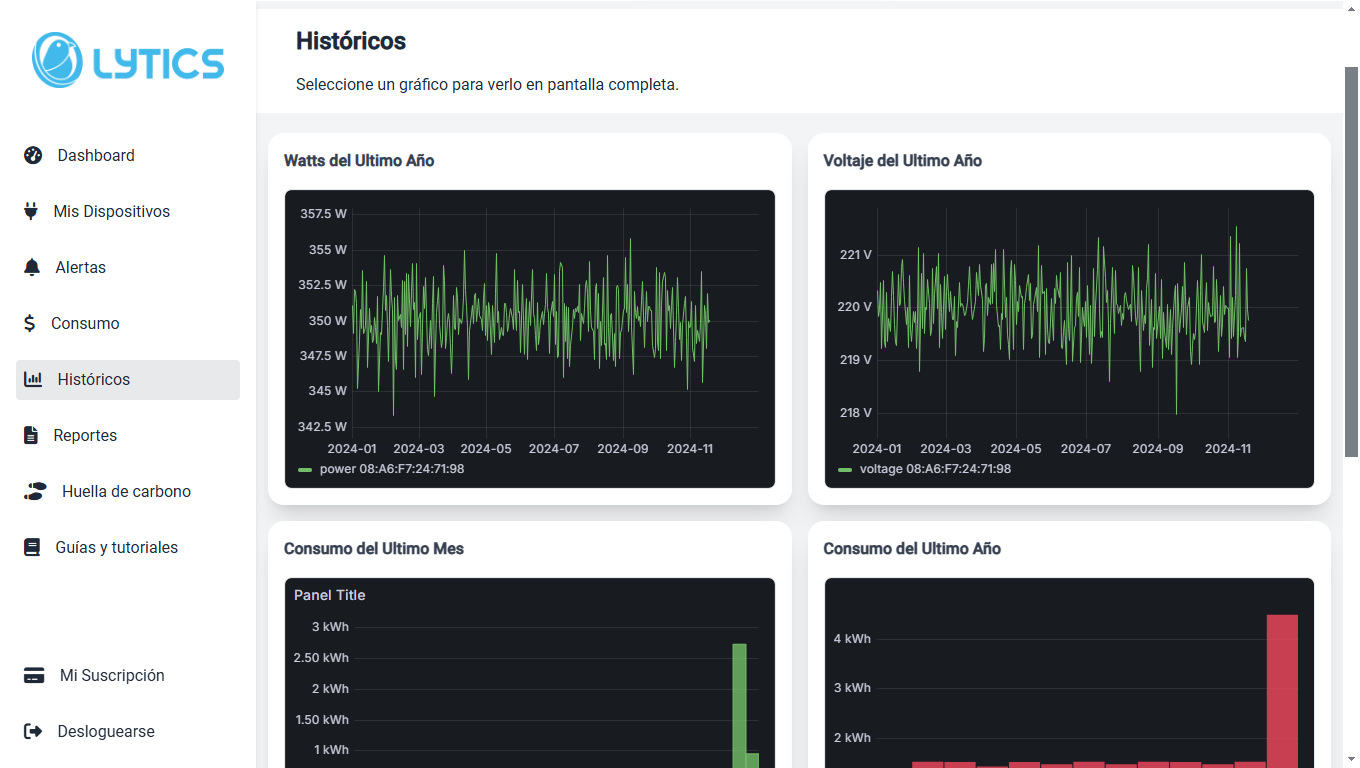 LYTICS
Dashboard
Mis Dispositivos
Alertas
Consumo
Históricos
Reportes
Huella de carbono
Guías y tutoriales
Mi Suscripción
Desloguearse
Históricos
Seleccione un gráfico para verlo en pantalla completa.
Watts del Ultimo Año
357.5 W
355 W
352.5 W
350 W
347.5 W
345 W
342.5 W
2024-01 2024-03 2024-05 2024-07 2024-09 2024-11
power 08:A6:F7:24:71:98
Voltaje del Ultimo Año
221 V
220 V
219 V
218 V
2024-01 2024-03 2024-05 2024-07 2024-09 2024-11
voltage 08:A6:F7:24:71:98
Consumo del Ultimo Mes
Panel Title
3 kWh
2.50 kWh
2 kWh
1.50 kWh
1 kWh
Consumo del Ultimo Año
4 kWh
3 kWh
2 kWh